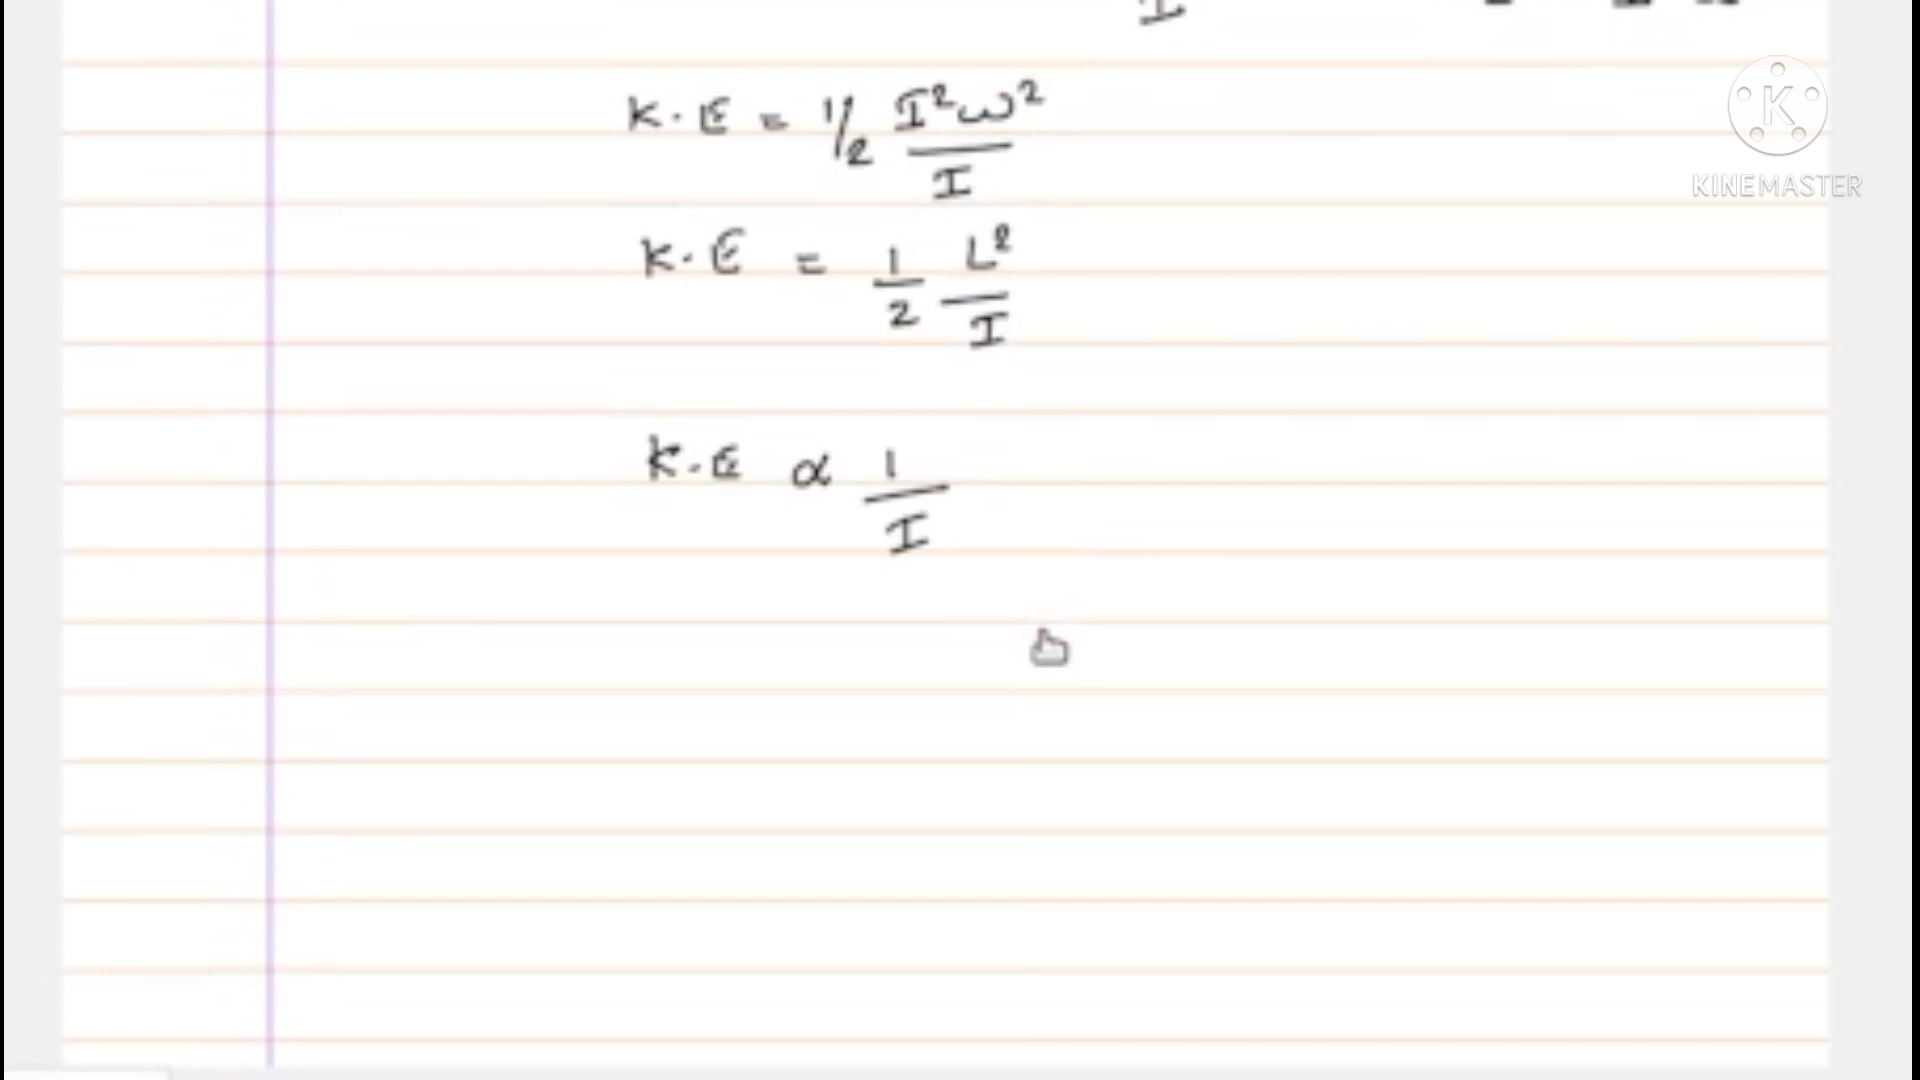 I
K.E = 1/2 I²ω²/I
K
KINEMASTER
K.E = 1/2 L²/I
K.E α 1/I